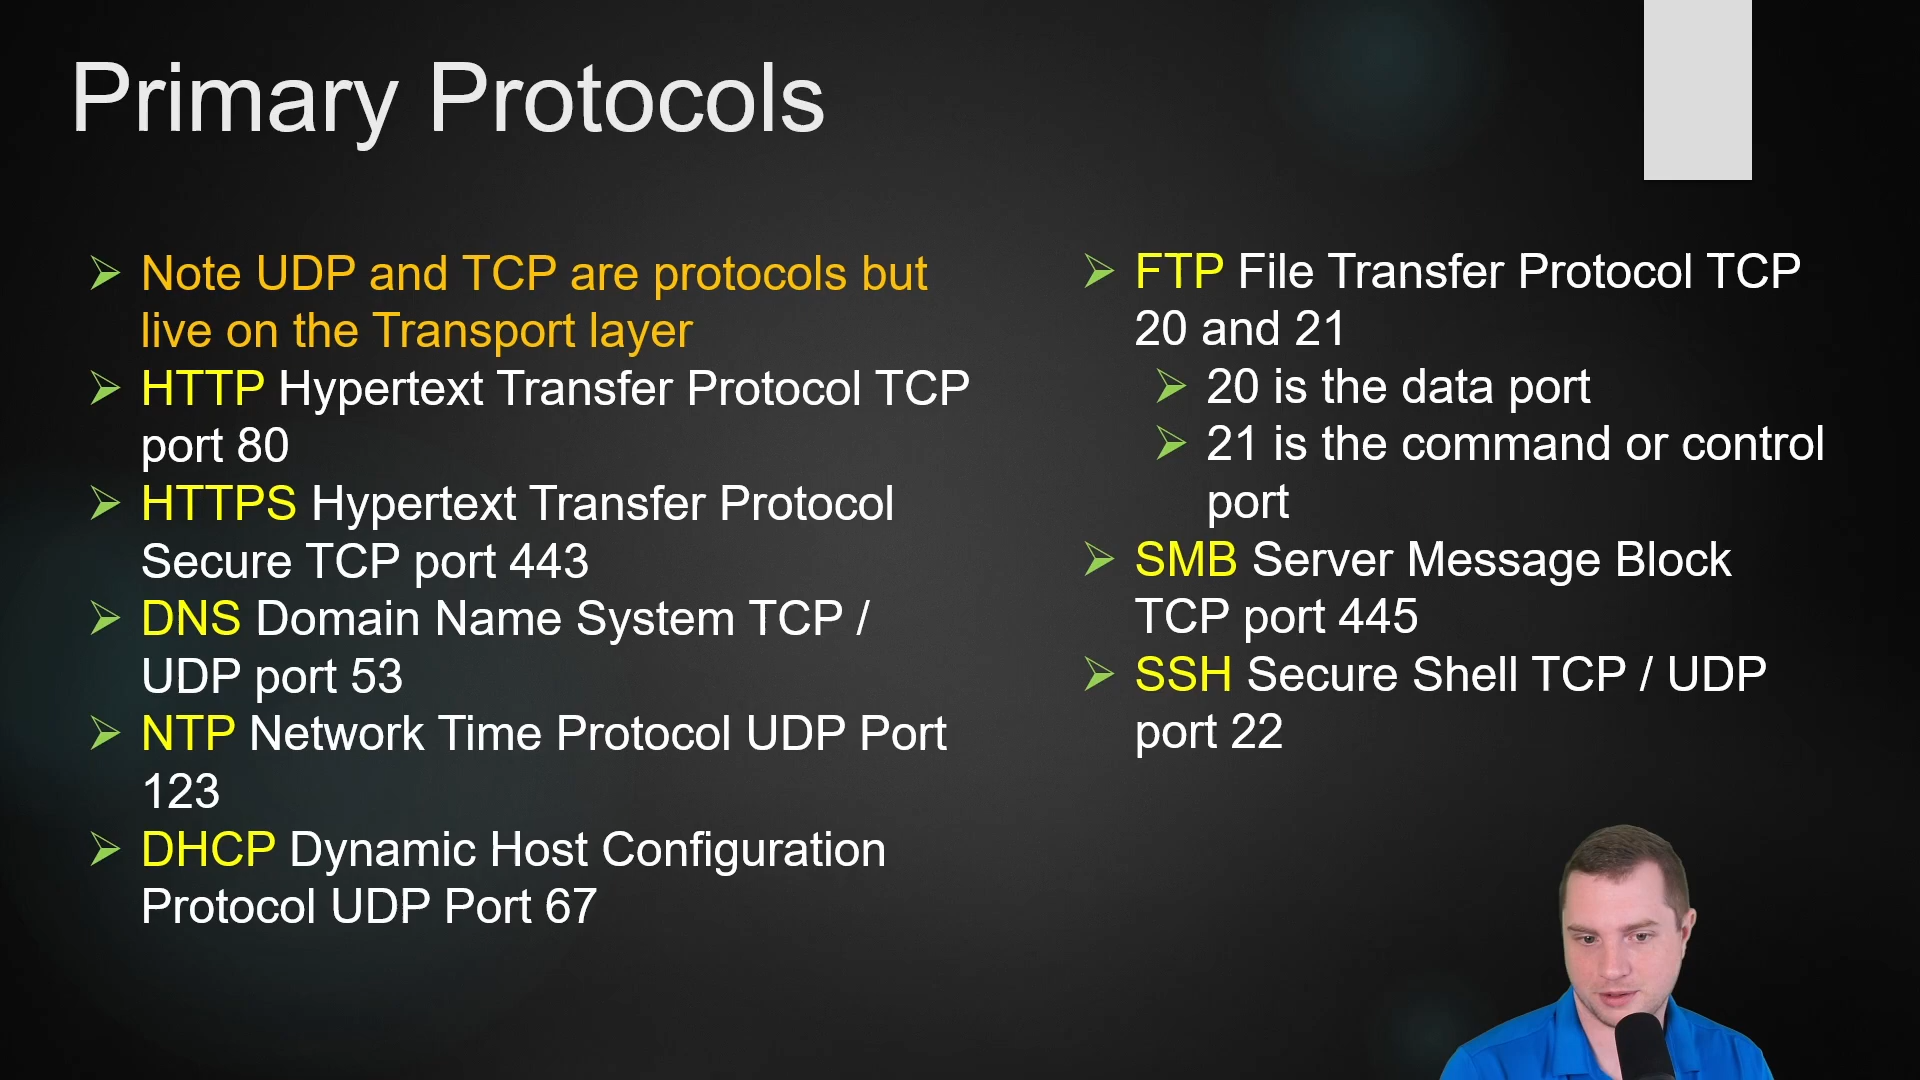 Primary Protocols
Note UDP and TCP are protocols but
live on the Transport layer
HTTP Hypertext Transfer Protocol TCP
port 80
HTTPS Hypertext Transfer Protocol
Secure TCP port 443
DNS Domain Name System TCP /
UDP port 53
NTP Network Time Protocol UDP Port
123
DHCP Dynamic Host Configuration
Protocol UDP Port 67
FTP File Transfer Protocol TCP
20 and 21
20 is the data port
21 is the command or control
port
SMB Server Message Block
TCP port 445
SSH Secure Shell TCP / UDP
port 22